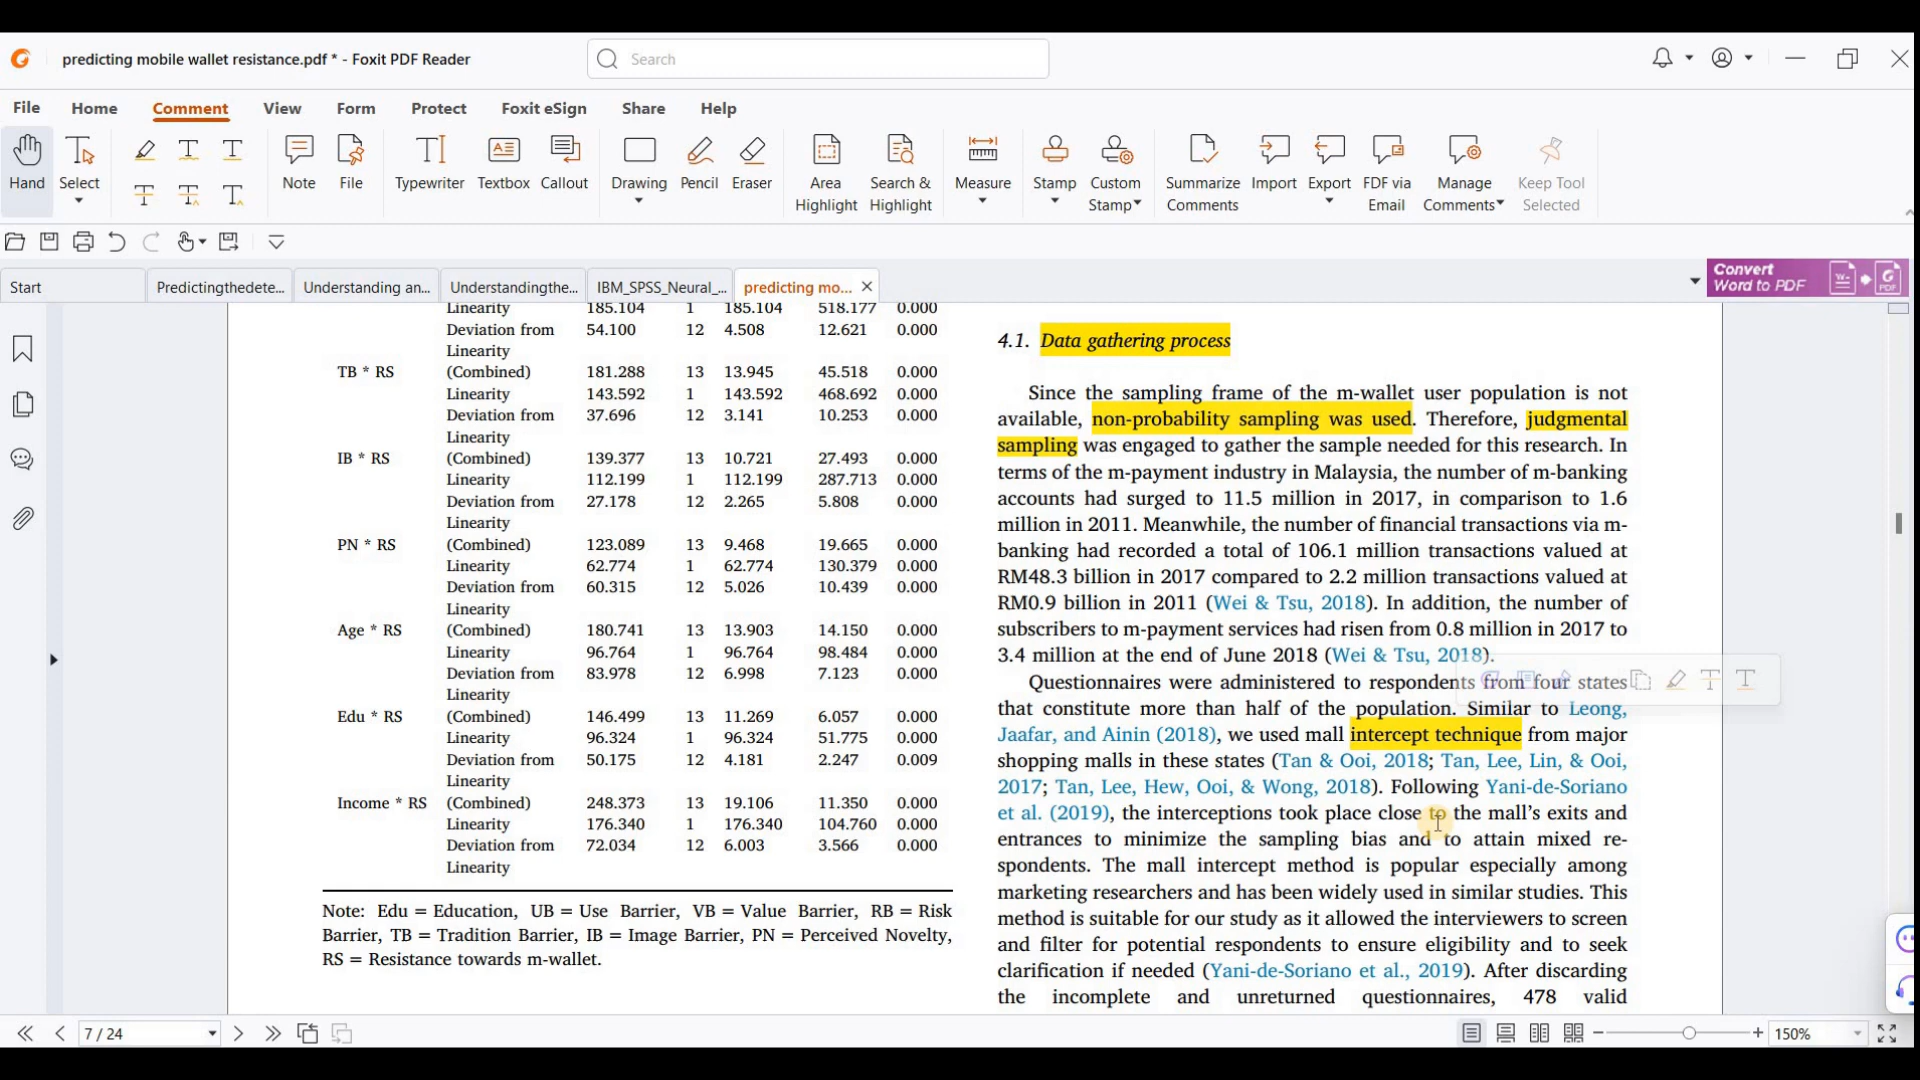 predicting mobile wallet resistance.pdf * - Foxit PDF Reader
Search
File Home Comment View Form Protect Foxit eSign Share Help
Hand Select Note File Typewriter Textbox Callout Drawing Pencil Eraser Area Highlight Search & Highlight Measure Stamp Custom Stamp Summarize Comments Import Export FDF via Email Manage Comments Keep Tool Selected
Start Predictingthedete... Understanding an... Understandingthe... IBM_SPSS_Neural_... predicting mo...
Convert
Word to PDF
Linearity 185.104 1 185.104 518.177 0.000
Deviation from 54.100 12 4.508 12.621 0.000
Linearity
TB * RS (Combined) 181.288 13 13.945 45.518 0.000
Linearity 143.592 1 143.592 468.692 0.000
Deviation from 37.696 12 3.141 10.253 0.000
Linearity
IB * RS (Combined) 139.377 13 10.721 27.493 0.000
Linearity 112.199 1 112.199 287.713 0.000
Deviation from 27.178 12 2.265 5.808 0.000
Linearity
PN * RS (Combined) 123.089 13 9.468 19.665 0.000
Linearity 62.774 1 62.774 130.379 0.000
Deviation from 60.315 12 5.026 10.439 0.000
Linearity
Age * RS (Combined) 180.741 13 13.903 14.150 0.000
Linearity 96.764 1 96.764 98.484 0.000
Deviation from 83.978 12 6.998 7.123 0.000
Linearity
Edu * RS (Combined) 146.499 13 11.269 6.057 0.000
Linearity 96.324 1 96.324 51.775 0.000
Deviation from 50.175 12 4.181 2.247 0.009
Linearity
Income * RS (Combined) 248.373 13 19.106 11.350 0.000
Linearity 176.340 1 176.340 104.760 0.000
Deviation from 72.034 12 6.003 3.566 0.000
Linearity
Note: Edu = Education, UB = Use Barrier, VB = Value Barrier, RB = Risk
Barrier, TB = Tradition Barrier, IB = Image Barrier, PN = Perceived Novelty,
RS = Resistance towards m-wallet.
4.1. Data gathering process
Since the sampling frame of the m-wallet user population is not
available, non-probability sampling was used. Therefore, judgmental
sampling was engaged to gather the sample needed for this research. In
terms of the m-payment industry in Malaysia, the number of m-banking
accounts had surged to 11.5 million in 2017, in comparison to 1.6
million in 2011. Meanwhile, the number of financial transactions via m-
banking had recorded a total of 106.1 million transactions valued at
RM48.3 billion in 2017 compared to 2.2 million transactions valued at
RM0.9 billion in 2011 (Wei & Tsu, 2018). In addition, the number of
subscribers to m-payment services had risen from 0.8 million in 2017 to
3.4 million at the end of June 2018 (Wei & Tsu, 2018).
Questionnaires were administered to respondents from four states
that constitute more than half of the population. Similar to Leong,
Jaafar, and Ainin (2018), we used mall intercept technique from major
shopping malls in these states (Tan & Ooi, 2018; Tan, Lee, Lin, & Ooi,
2017; Tan, Lee, Hew, Ooi, & Wong, 2018). Following Yani-de-Soriano
et al. (2019), the interceptions took place close to the mall's exits and
entrances to minimize the sampling bias and to attain mixed re-
spondents. The mall intercept method is popular especially among
marketing researchers and has been widely used in similar studies. This
method is suitable for our study as it allowed the interviewers to screen
and filter for potential respondents to ensure eligibility and to seek
clarification if needed (Yani-de-Soriano et al., 2019). After discarding
the incomplete and unreturned questionnaires, 478 valid
7 / 24
150%